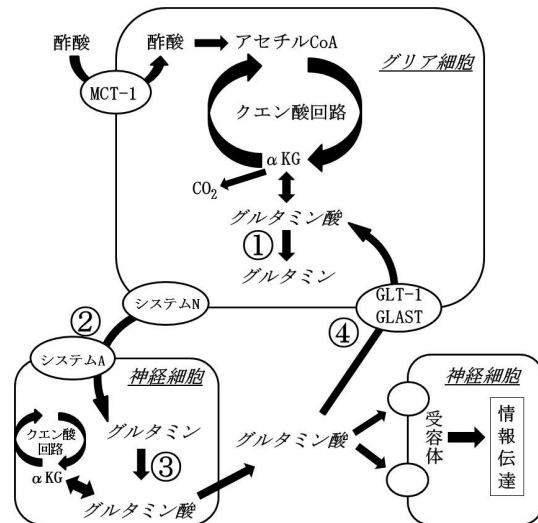 酢酸
酢酸
アセチルCoA
グリア細胞
MCT-1
クエン酸回路
αKG
CO2
グルタミン酸
①
グルタミン
システムN
GLT-1
GLAST
②
④
システムA
神経細胞
神経細胞
クエン酸
回路
グルタミン
グルタミン酸
受容体
情報伝達
③
αKG
グルタミン酸